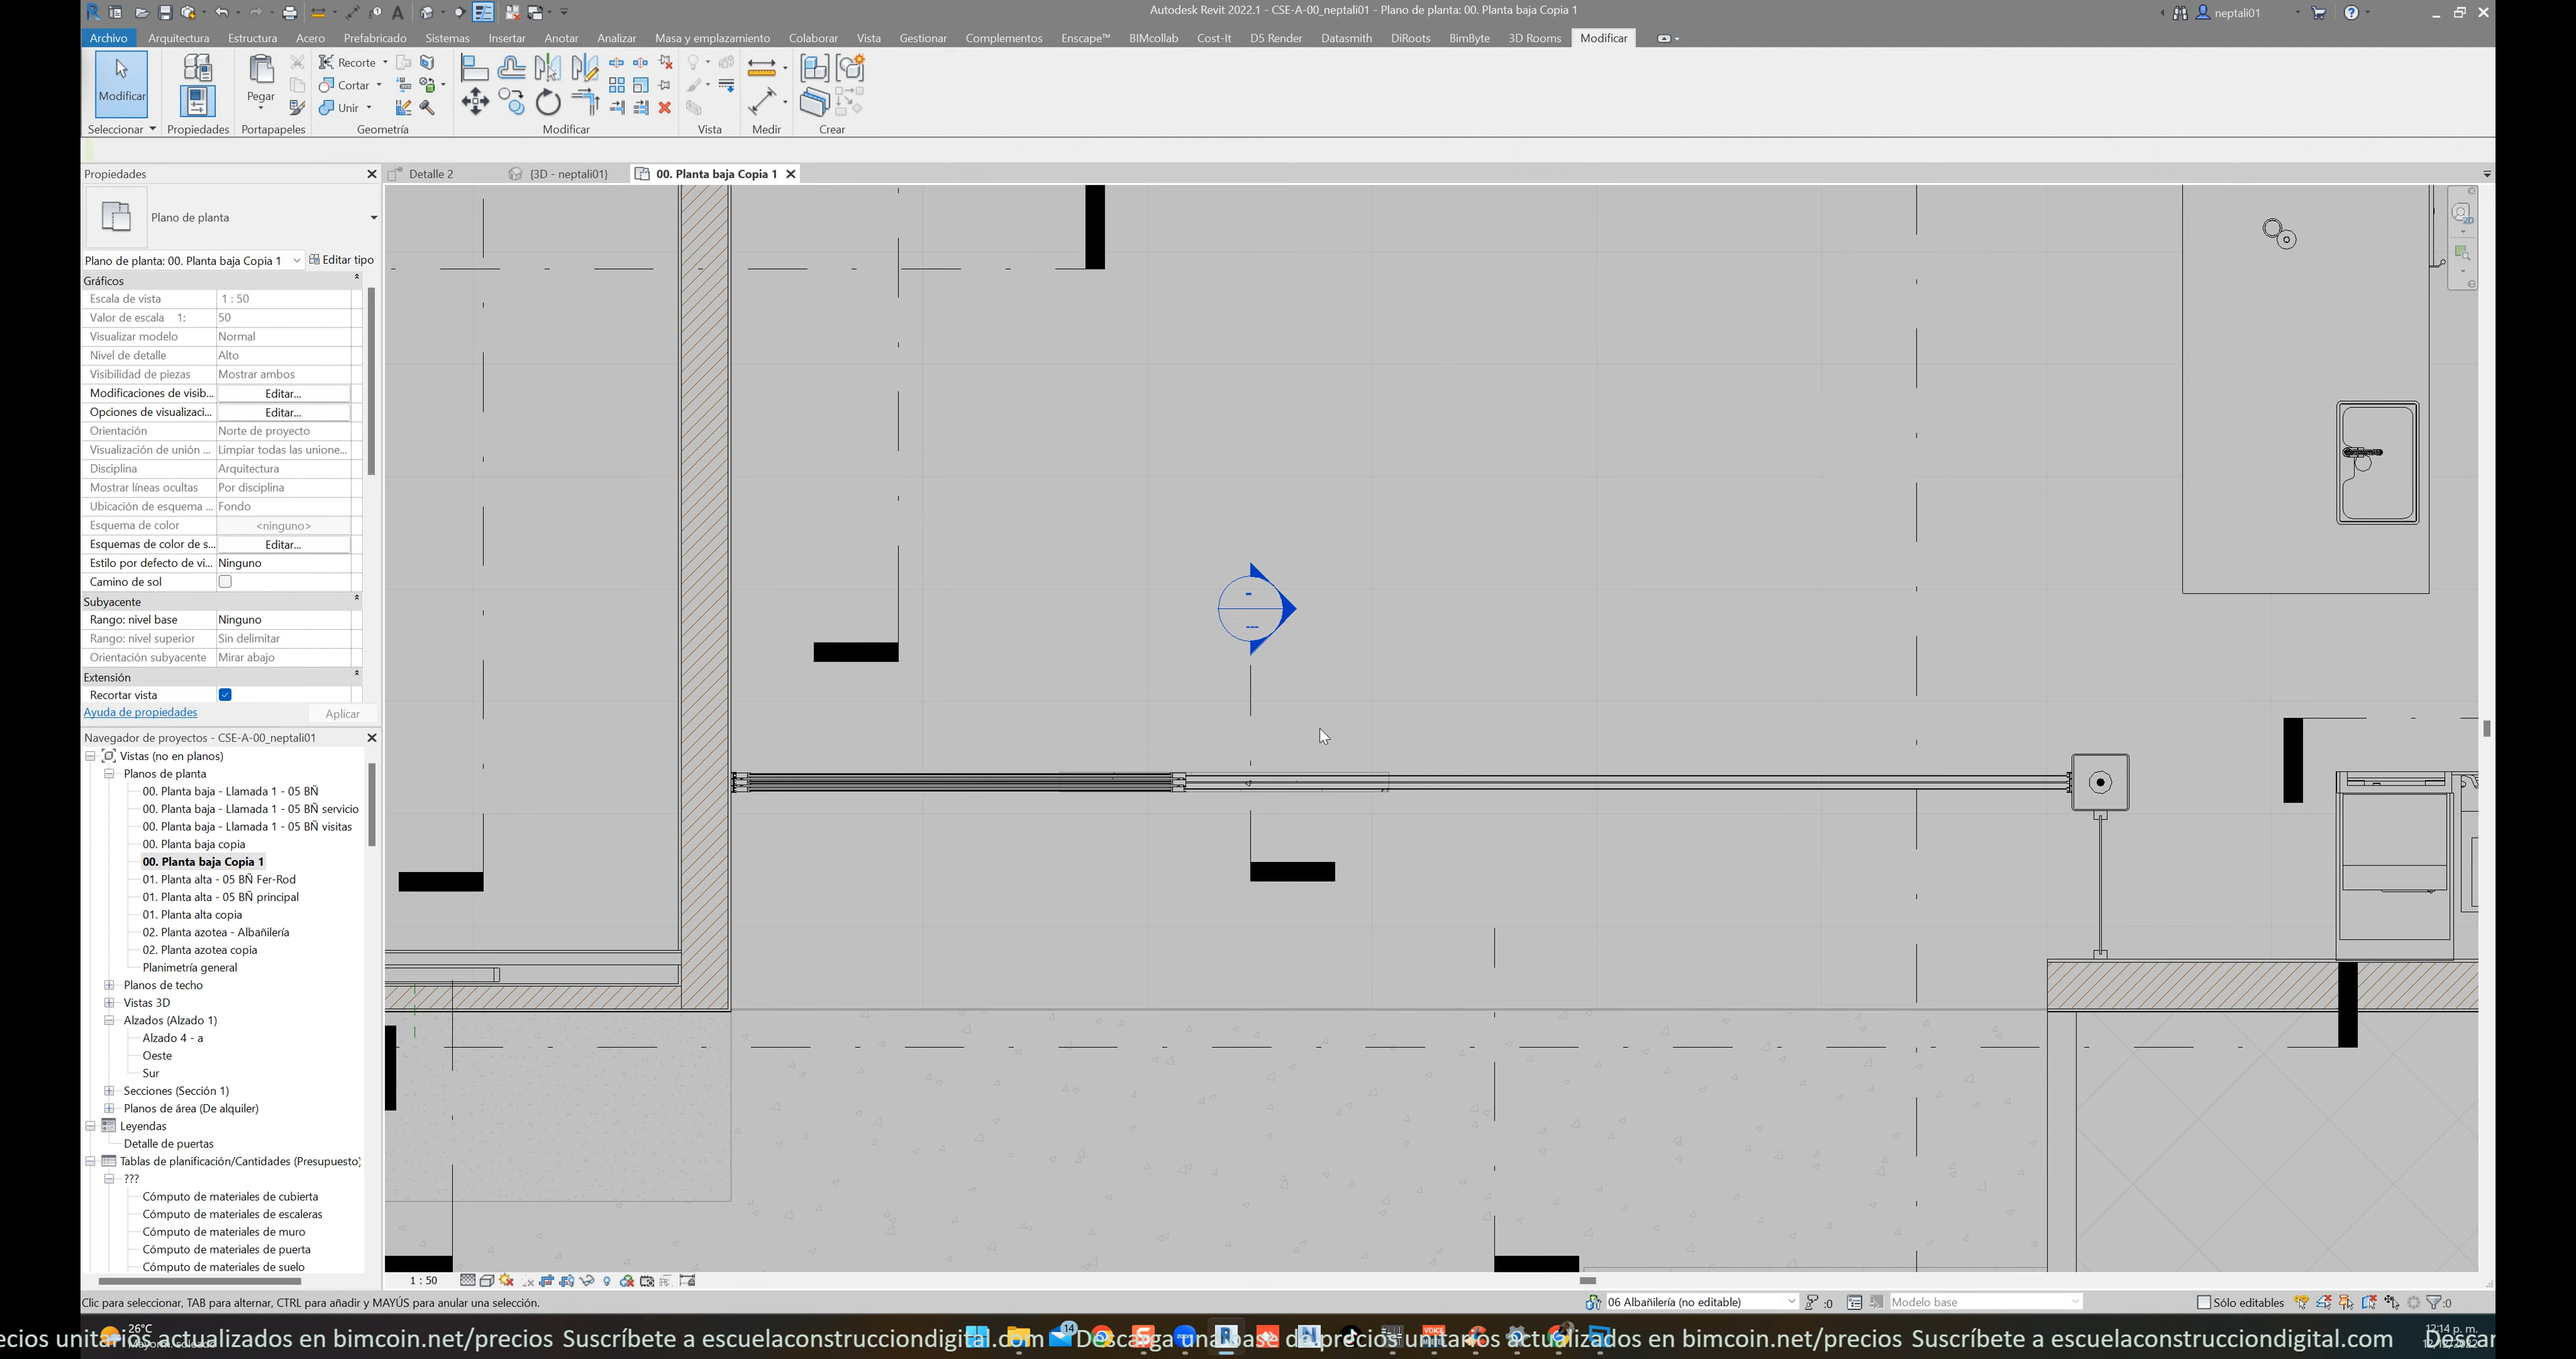 Autodesk Revit 2022.1 - CSE-A-00_neptali01 - Plano de planta: 00. Planta baja Copia 1
neptali01
Archivo Arquitectura Estructura Acero Prefabricado Sistemas Insertar Anotar Analizar Masa y emplazamiento Colaborar Vista Gestionar Complementos Enscape™ BIMcollab Cost-It D5 Render Datasmith DiRoots BimByte 3D Rooms Modificar
Modificar
Pegar
Recorte
Cortar
Unir
Seleccionar Propiedades Portapapeles Geometría Modificar Vista Medir Crear
Propiedades
Detalle 2 {3D - neptali01} 00. Planta baja Copia 1
Plano de planta
Plano de planta: 00. Planta baja Copia 1 Editar tipo
Gráficos
Escala de vista 1 : 50
Valor de escala 1: 50
Visualizar modelo Normal
Nivel de detalle Alto
Visibilidad de piezas Mostrar ambos
Modificaciones de visib... Editar...
Opciones de visualizaci... Editar...
Orientación Norte de proyecto
Visualización de unión ... Limpiar todas las unione...
Disciplina Arquitectura
Mostrar líneas ocultas Por disciplina
Ubicación de esquema ... Fondo
Esquema de color <ninguno>
Esquemas de color de s... Editar...
Estilo por defecto de vi... Ninguno
Camino de sol
Subyacente
Rango: nivel base Ninguno
Rango: nivel superior Sin delimitar
Orientación subyacente Mirar abajo
Extensión
Recortar vista
Ayuda de propiedades Aplicar
Navegador de proyectos - CSE-A-00_neptali01
Vistas (no en planos)
Planos de planta
00. Planta baja - Llamada 1 - 05 BÑ
00. Planta baja - Llamada 1 - 05 BÑ servicio
00. Planta baja - Llamada 1 - 05 BÑ visitas
00. Planta baja copia
00. Planta baja Copia 1
01. Planta alta - 05 BÑ Fer-Rod
01. Planta alta - 05 BÑ principal
01. Planta alta copia
02. Planta azotea - Albañilería
02. Planta azotea copia
Planimetría general
Planos de techo
Vistas 3D
Alzados (Alzado 1)
Alzado 4 - a
Oeste
Sur
Secciones (Sección 1)
Planos de área (De alquiler)
Leyendas
Detalle de puertas
Tablas de planificación/Cantidades (Presupuesto)
???
Cómputo de materiales de cubierta
Cómputo de materiales de escaleras
Cómputo de materiales de muro
Cómputo de materiales de puerta
Cómputo de materiales de suelo
1 : 50
Clic para seleccionar, TAB para alternar, CTRL para añadir y MAYÚS para anular una selección.
06 Albañilería (no editable) :0 Modelo base Sólo editables :0
26°C
14
12:14 p. m.
ecios unitarios actualizados en bimcoin.net/precios Suscríbete a escuelaconstrucciondigital.com Descarga una base de precios unitarios actualizados en bimcoin.net/precios Suscríbete a escuelaconstrucciondigital.com Descar